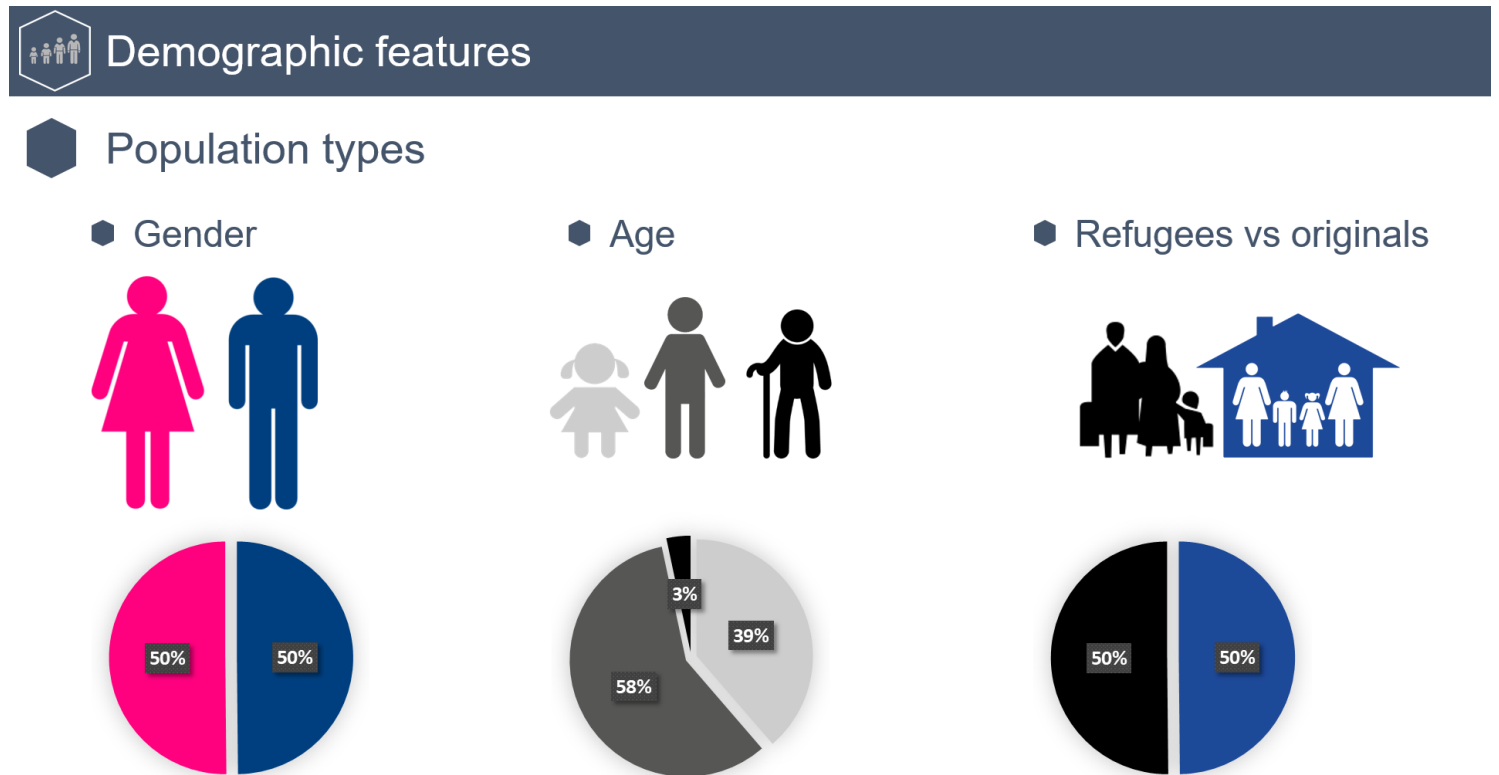 Demographic features
Population types
Gender
Age
Refugees vs originals
50%
50%
3%
39%
58%
50%
50%